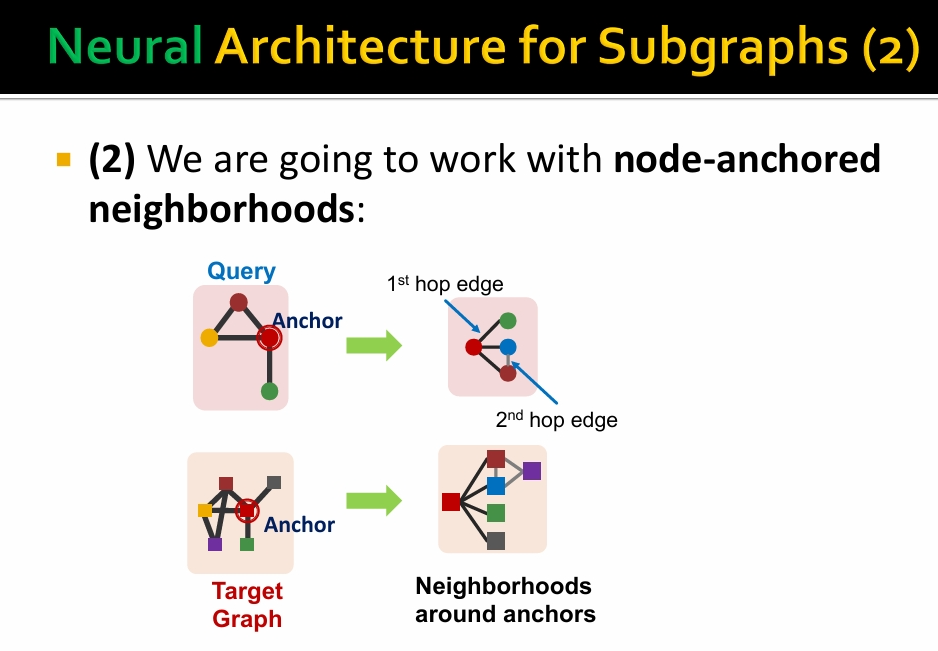 Neural Architecture for Subgraphs (2)
(2) We are going to work with node-anchored
neighborhoods:
Query
Anchor
1st hop edge
2nd hop edge
Anchor
Target
Graph
Neighborhoods
around anchors